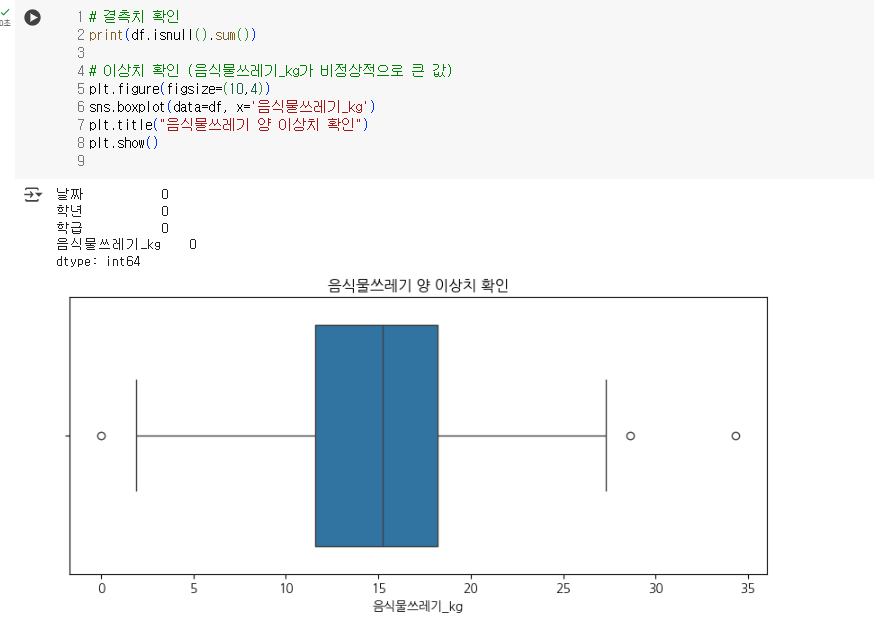 0초
1 # 결측치 확인
2 print(df.isnull().sum())
3
4 # 이상치 확인 (음식물쓰레기_kg가 비정상적으로 큰 값)
5 plt.figure(figsize=(10,4))
6 sns.boxplot(data=df, x='음식물쓰레기_kg')
7 plt.title("음식물쓰레기 양 이상치 확인")
8 plt.show()
9
날짜 0
학년 0
학급 0
음식물쓰레기_kg 0
dtype: int64
음식물쓰레기 양 이상치 확인
0 5 10 15 20 25 30 35
음식물쓰레기_kg